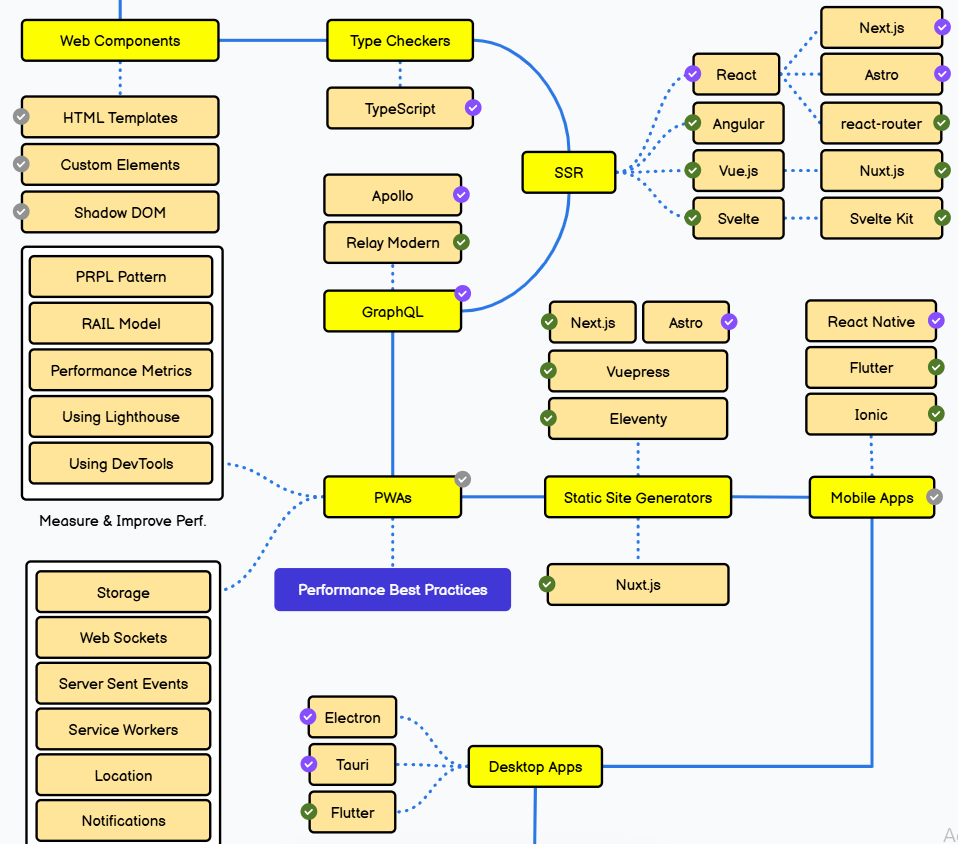 Web Components
Type Checkers
Next.js
React
Astro
TypeScript
HTML Templates
Angular
react-router
Custom Elements
SSR
Vue.js
Nuxt.js
Apollo
Shadow DOM
Svelte
Svelte Kit
Relay Modern
PRPL Pattern
GraphQL
RAIL Model
Next.js
Astro
React Native
Performance Metrics
Vuepress
Flutter
Using Lighthouse
Eleventy
Ionic
Using DevTools
PWAs
Static Site Generators
Mobile Apps
Measure & Improve Perf.
Storage
Performance Best Practices
Nuxt.js
Web Sockets
Server Sent Events
Service Workers
Electron
Location
Tauri
Desktop Apps
Notifications
Flutter